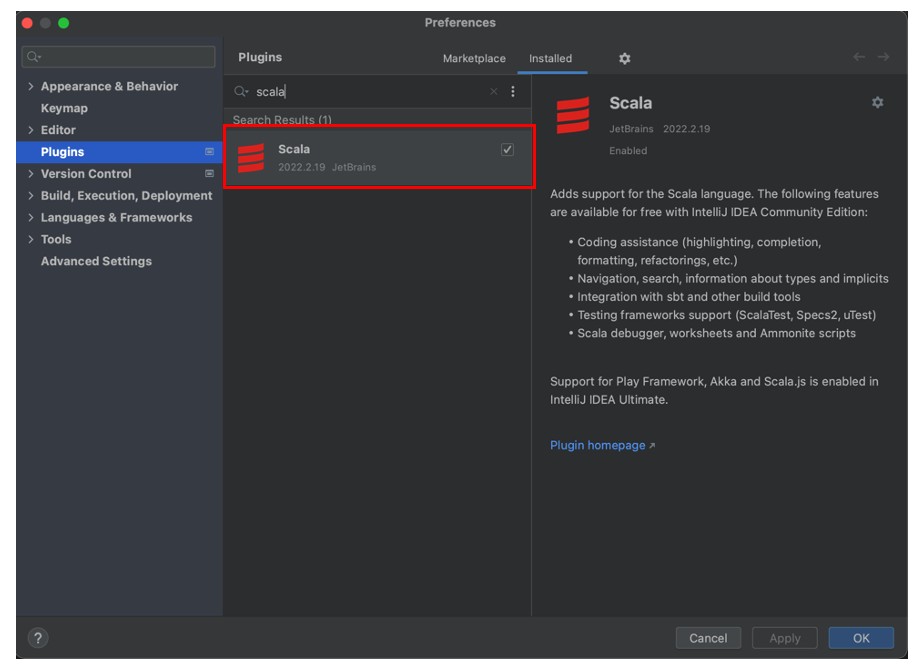 Preferences
Appearance & Behavior
Keymap
Editor
Plugins
Version Control
Build, Execution, Deployment
Languages & Frameworks
Tools
Advanced Settings
Plugins
Marketplace
Installed
scala
Search Results (1)
Scala
2022.2.19 JetBrains
Scala
JetBrains 2022.2.19
Enabled
Adds support for the Scala language. The following features
are available for free with IntelliJ IDEA Community Edition:
• Coding assistance (highlighting, completion,
formatting, refactorings, etc.)
• Navigation, search, information about types and implicits
• Integration with sbt and other build tools
• Testing frameworks support (ScalaTest, Specs2, uTest)
• Scala debugger, worksheets and Ammonite scripts
Support for Play Framework, Akka and Scala.js is enabled in
IntelliJ IDEA Ultimate.
Plugin homepage ↗
?
Cancel
Apply
OK